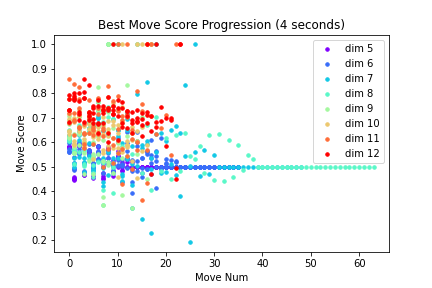 Best Move Score Progression (4 seconds)
Move Score
1.0
0.9
0.8
0.7
0.6
0.5
0.4
0.3
0.2
dim 5
dim 6
dim 7
dim 8
dim 9
dim 10
dim 11
dim 12
0 10 20 30 40 50 60
Move Num